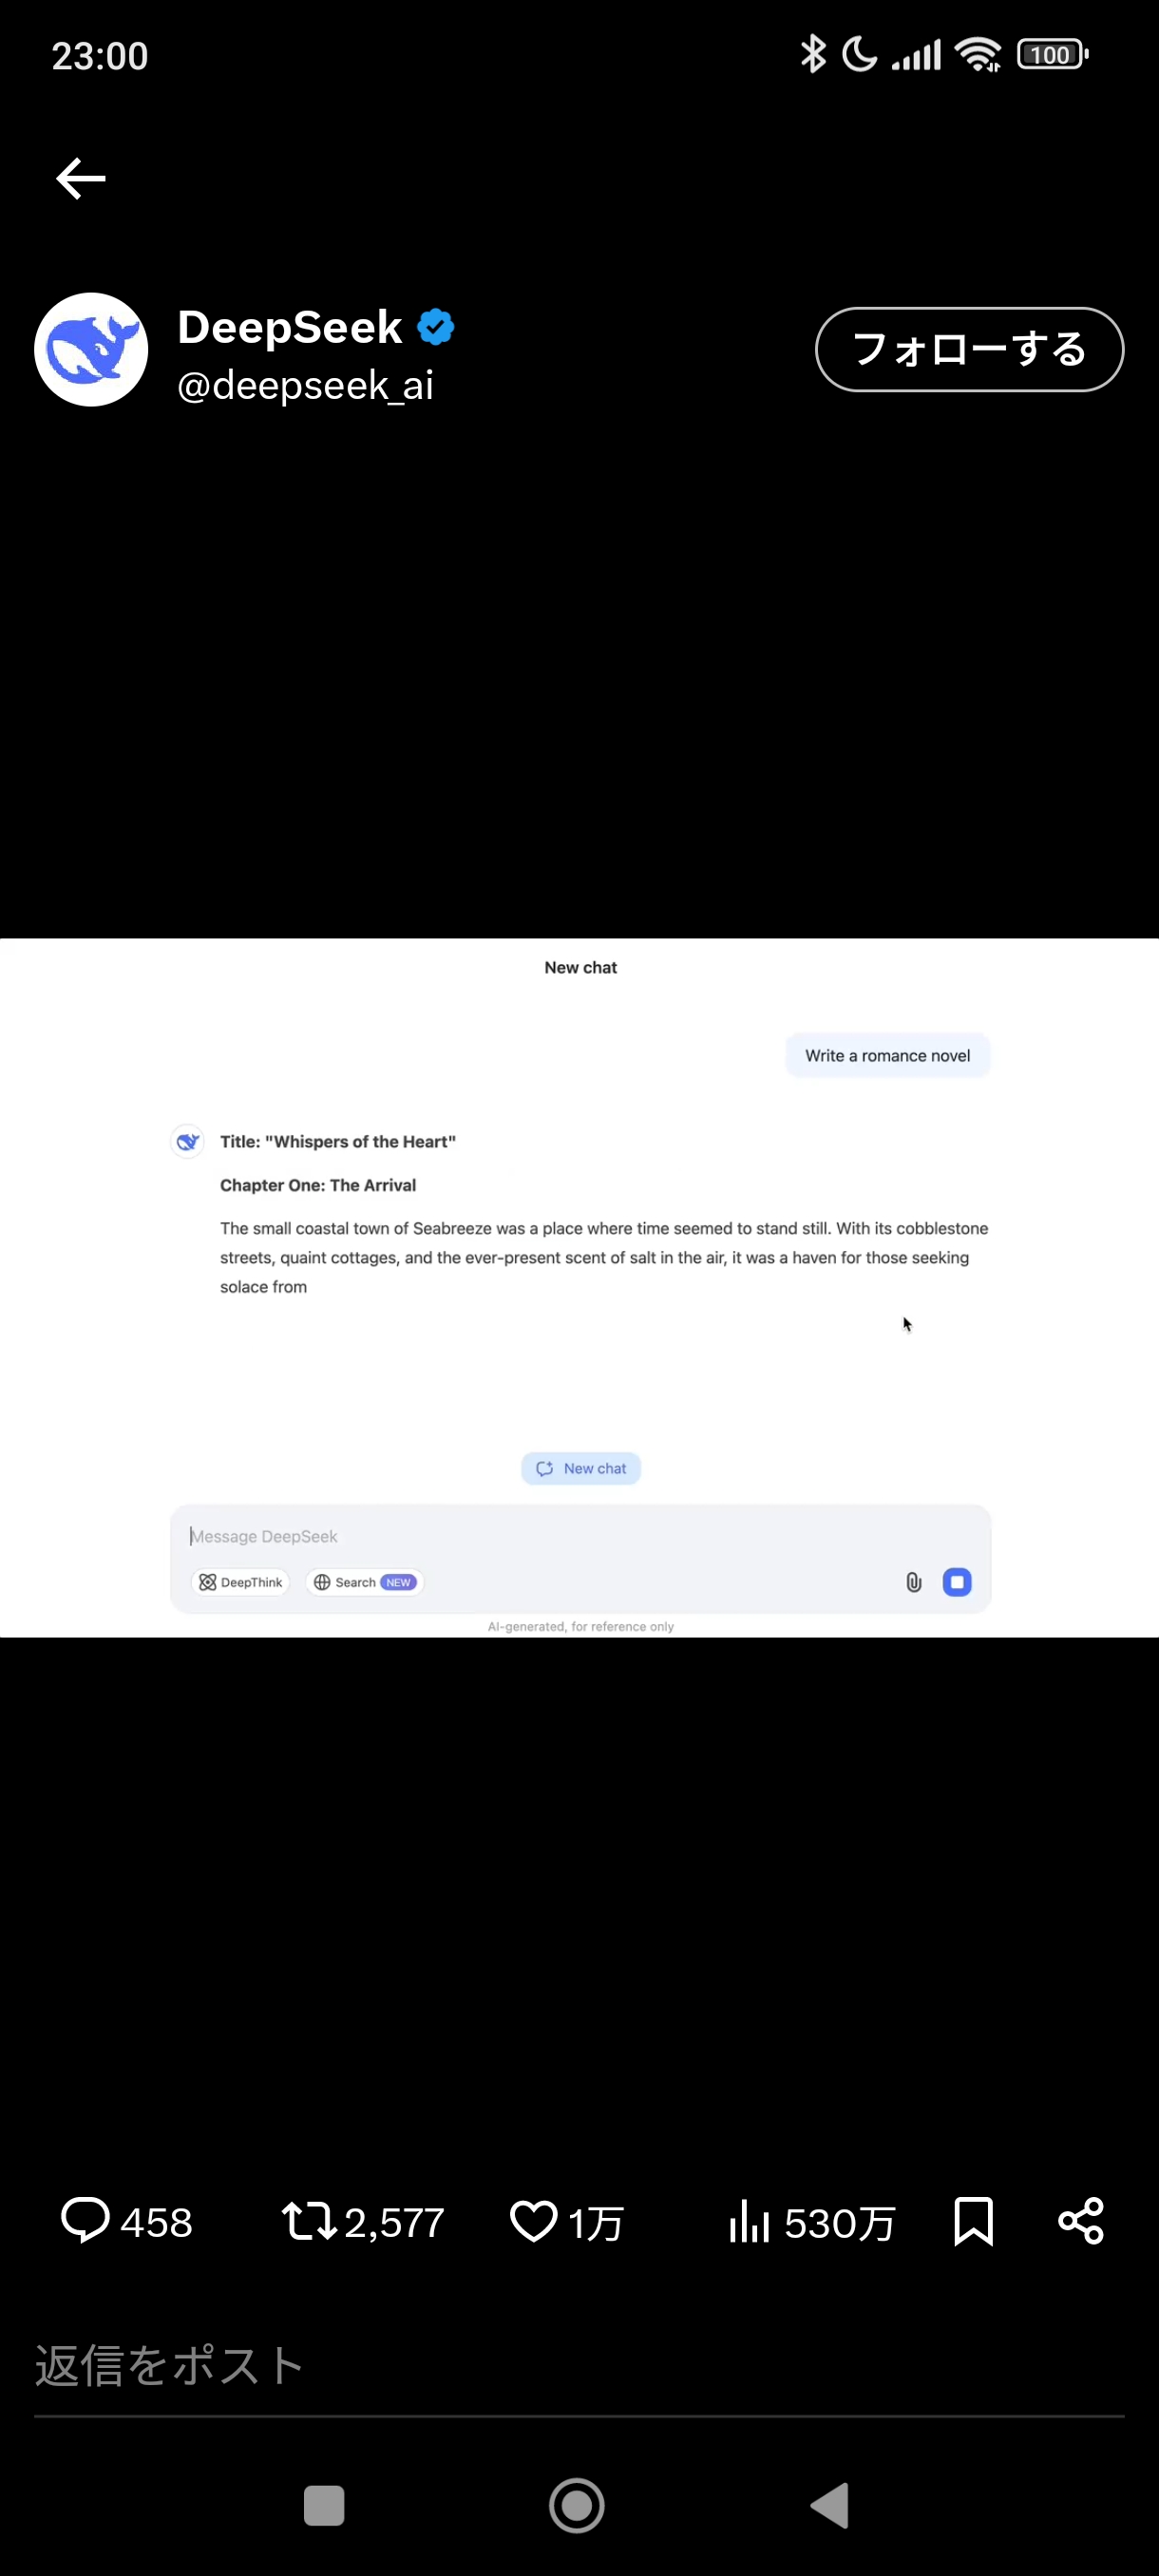 23:00
100
DeepSeek
@deepseek_ai
フォローする
New chat
Write a romance novel
Title: "Whispers of the Heart"
Chapter One: The Arrival
The small coastal town of Seabreeze was a place where time seemed to stand still. With its cobblestone
streets, quaint cottages, and the ever-present scent of salt in the air, it was a haven for those seeking
solace from
New chat
Message DeepSeek
DeepThink
Search NEW
AI-generated, for reference only
458
2,577
1万
530万
返信をポスト